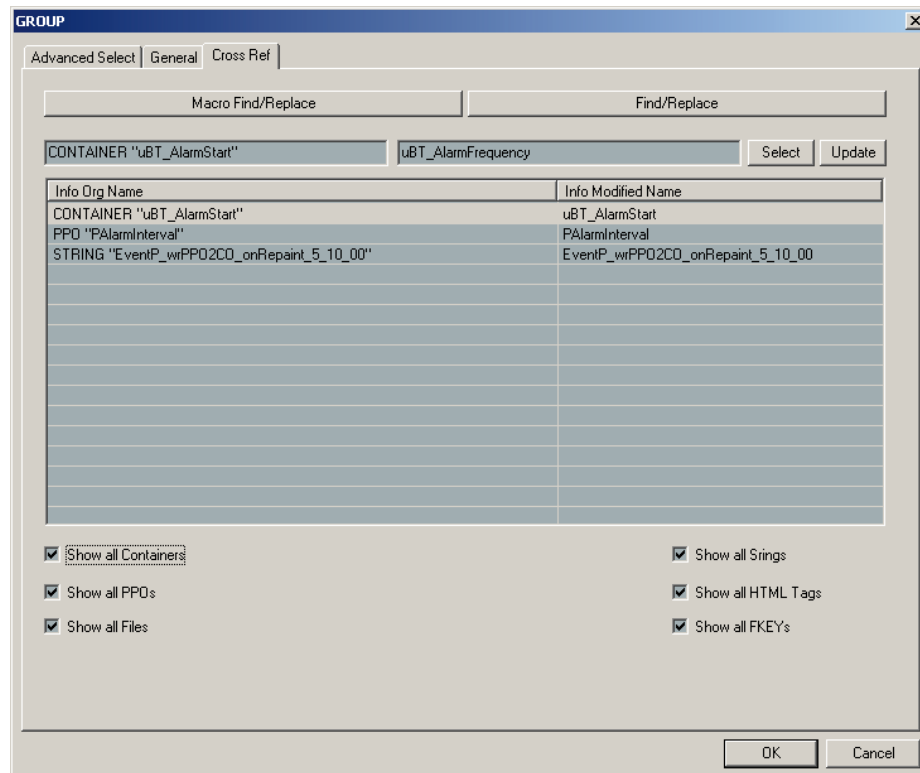 GROUP
Advanced Select General Cross Ref
Macro Find/Replace Find/Replace
CONTAINER "uBT_AlarmStart" uBT_AlarmFrequency Select Update
Info Org Name Info Modified Name
CONTAINER "uBT_AlarmStart" uBT_AlarmStart
PPO "PAlarmInterval" PAlarmInterval
STRING "EventP_wrPPO2CO_onRepaint_5_10_00" EventP_wrPPO2CO_onRepaint_5_10_00
Show all Containers Show all Srings
Show all PPOs Show all HTML Tags
Show all Files Show all FKEYs
OK Cancel